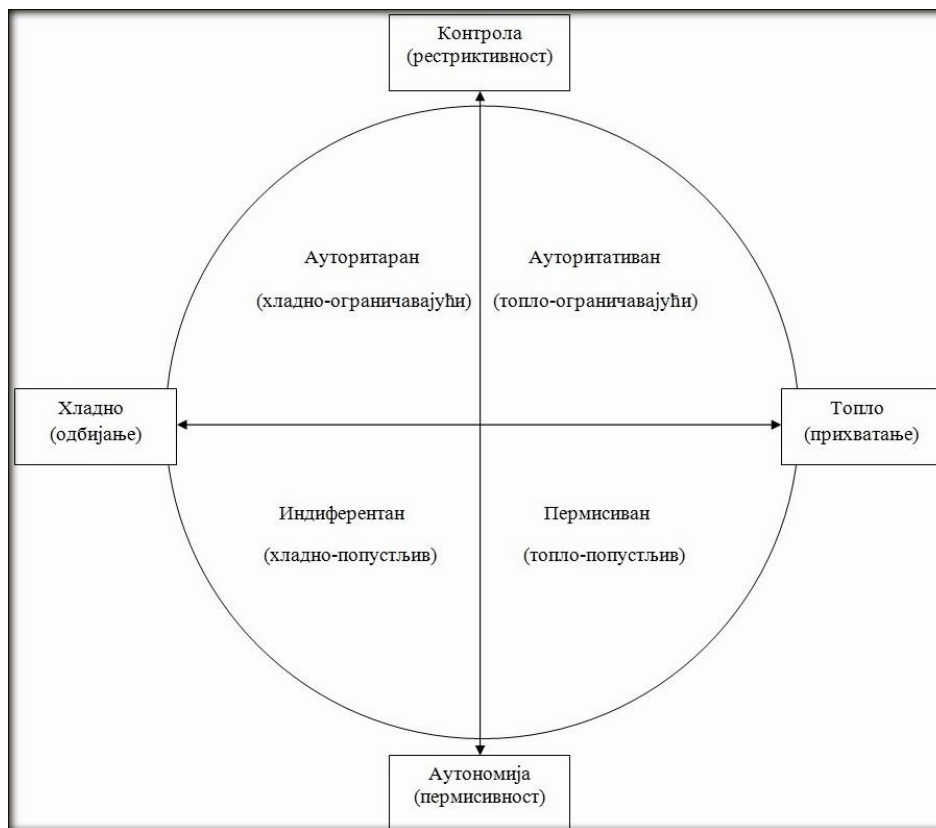 Контрола
(рестриктивност)
Ауторитаран
(хладно-ограничавајући)
Ауторитативан
(топло-ограничавајући)
Хладно
(одбијање)
Топло
(прихватање)
Индиферентан
(хладно-попустљив)
Пермисиван
(топло-попустљив)
Аутономија
(пермисивност)